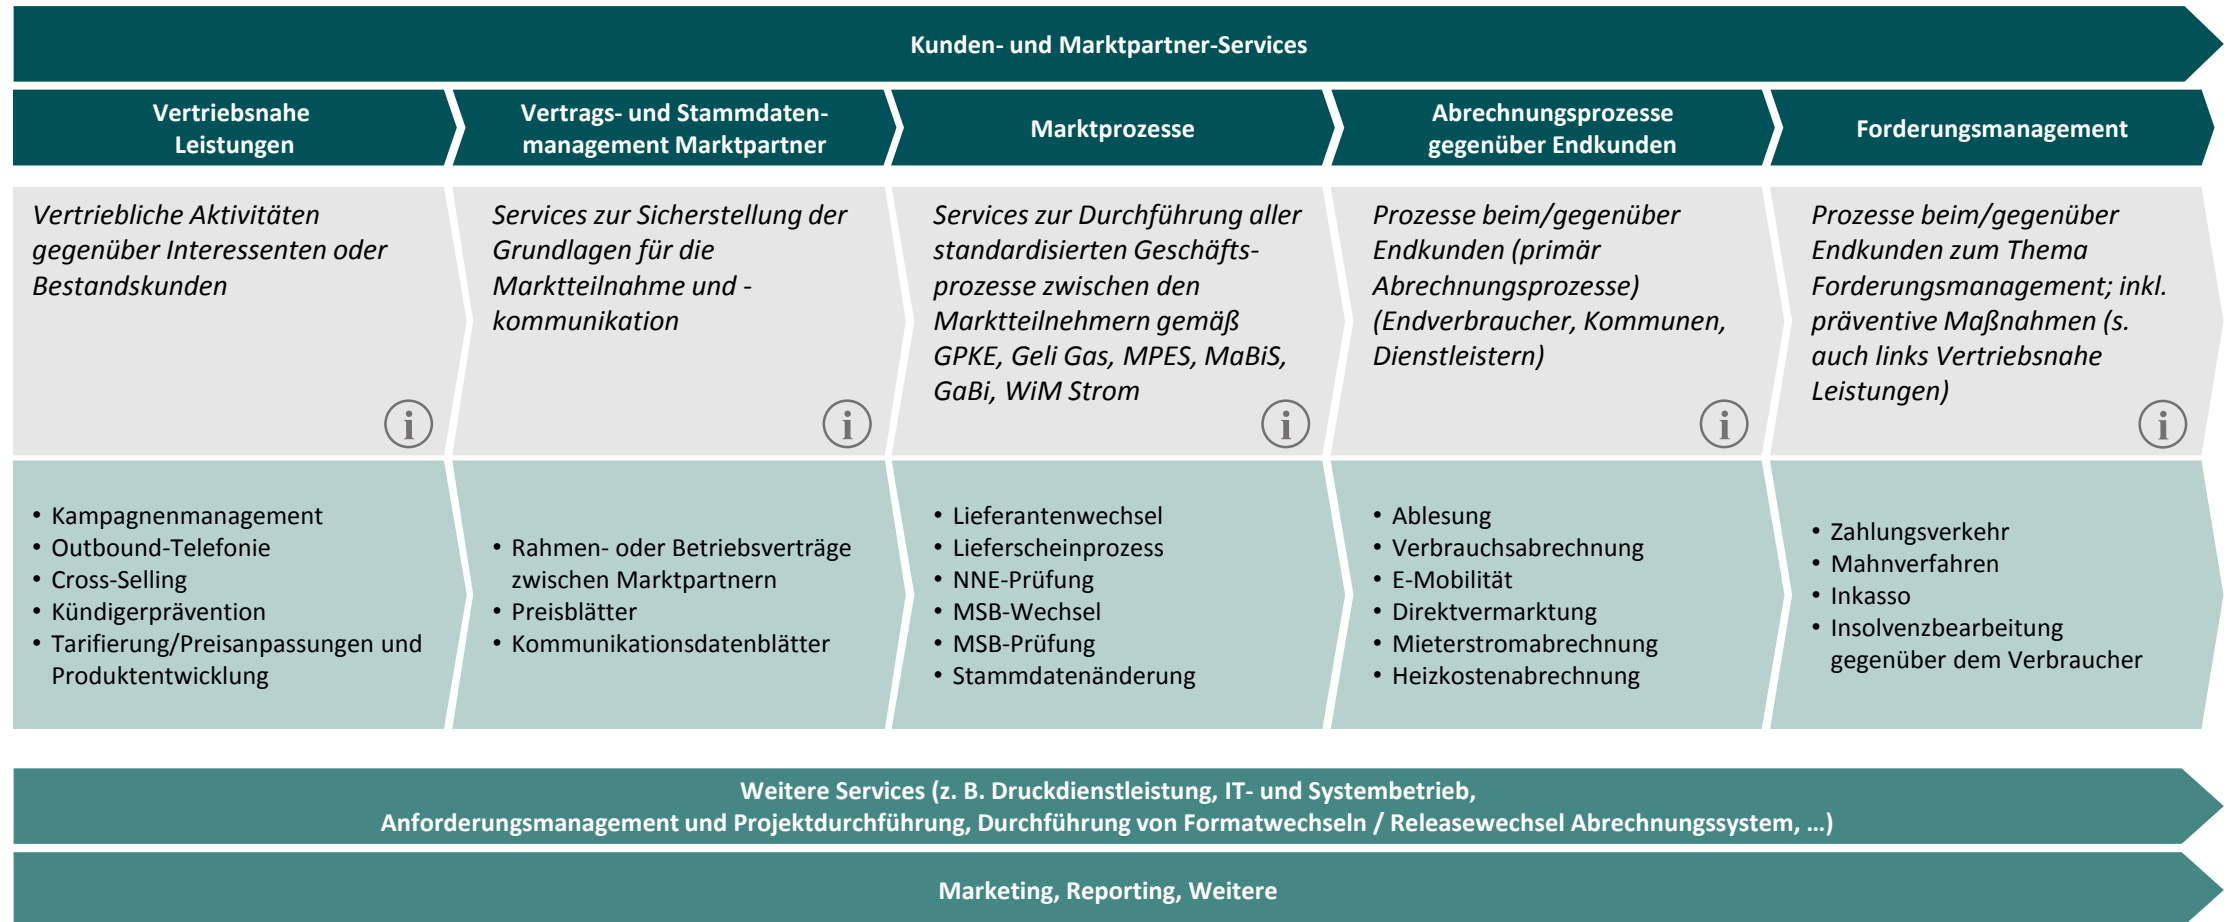 Kunden- und Marktpartner-Services
Vertriebsnahe
Leistungen
Vertrags- und Stammdaten-
management Marktpartner
Marktprozesse
Abrechnungsprozesse
gegenüber Endkunden
Forderungsmanagement
Vertriebliche Aktivitäten
gegenüber Interessenten oder
Bestandskunden
i
Services zur Sicherstellung der
Grundlagen für die
Marktteilnahme und -
kommunikation
i
Services zur Durchführung aller
standardisierten Geschäfts-
prozesse zwischen den
Marktteilnehmern gemäß
GPKE, Geli Gas, MPES, MaBiS,
GaBi, WiM Strom
i
Prozesse beim/gegenüber
Endkunden (primär
Abrechnungsprozesse)
(Endverbraucher, Kommunen,
Dienstleistern)
i
Prozesse beim/gegenüber
Endkunden zum Thema
Forderungsmanagement; inkl.
präventive Maßnahmen (s.
auch links Vertriebsnahe
Leistungen)
i
• Kampagnenmanagement
• Outbound-Telefonie
• Cross-Selling
• Kündigerprävention
• Tarifierung/Preisanpassungen und
Produktentwicklung
• Rahmen- oder Betriebsverträge
zwischen Marktpartnern
• Preisblätter
• Kommunikationsdatenblätter
• Lieferantenwechsel
• Lieferscheinprozess
• NNE-Prüfung
• MSB-Wechsel
• MSB-Prüfung
• Stammdatenänderung
• Ablesung
• Verbrauchsabrechnung
• E-Mobilität
• Direktvermarktung
• Mieterstromabrechnung
• Heizkostenabrechnung
• Zahlungsverkehr
• Mahnverfahren
• Inkasso
• Insolvenzbearbeitung
gegenüber dem Verbraucher
Weitere Services (z. B. Druckdienstleistung, IT- und Systembetrieb,
Anforderungsmanagement und Projektdurchführung, Durchführung von Formatwechseln / Releasewechsel Abrechnungssystem, …)
Marketing, Reporting, Weitere